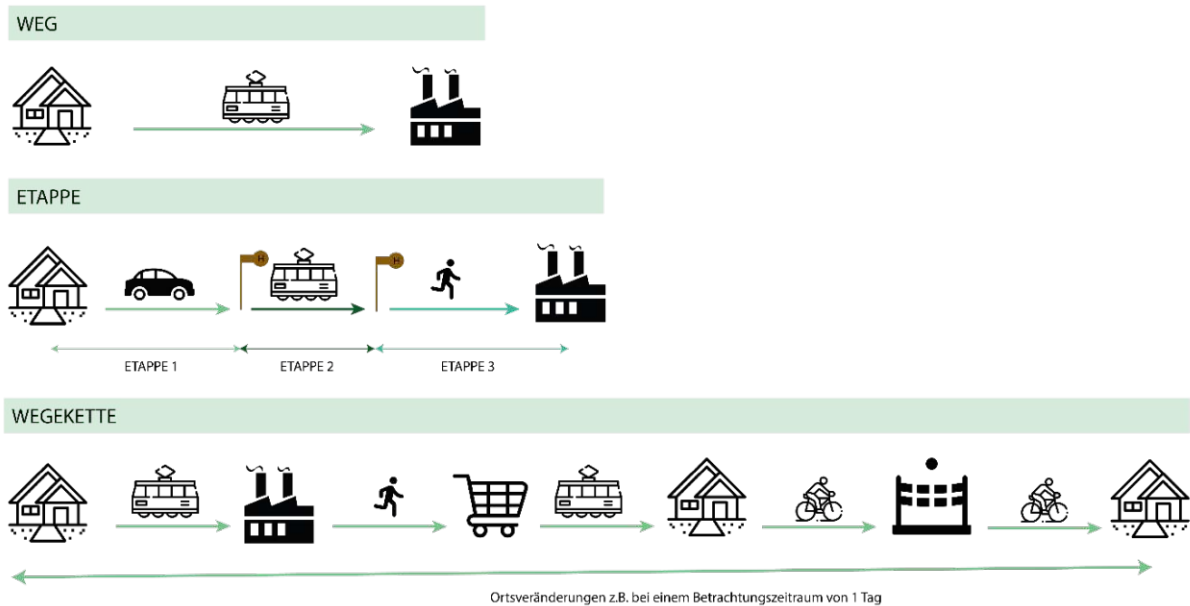 WEG
ETAPPE
H
H
ETAPPE 1
ETAPPE 2
ETAPPE 3
WEGEKETTE
Ortsveränderungen z.B. bei einem Betrachtungszeitraum von 1 Tag